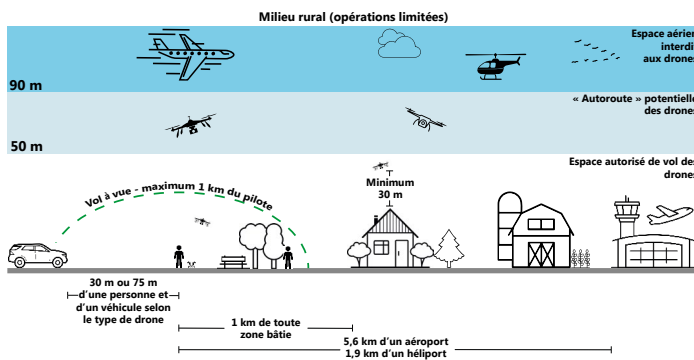 Milieu rural (opérations limitées)
Espace aérien
interdit
aux drones
90 m
« Autoroute » potentielle
des drones
50 m
Espace autorisé de vol des
drones
Vol à vue - maximum 1 km du pilote
Minimum
30 m
30 m ou 75 m
d'une personne et
d'un véhicule selon
le type de drone
1 km de toute
zone bâtie
5,6 km d'un aéroport
1,9 km d'un héliport